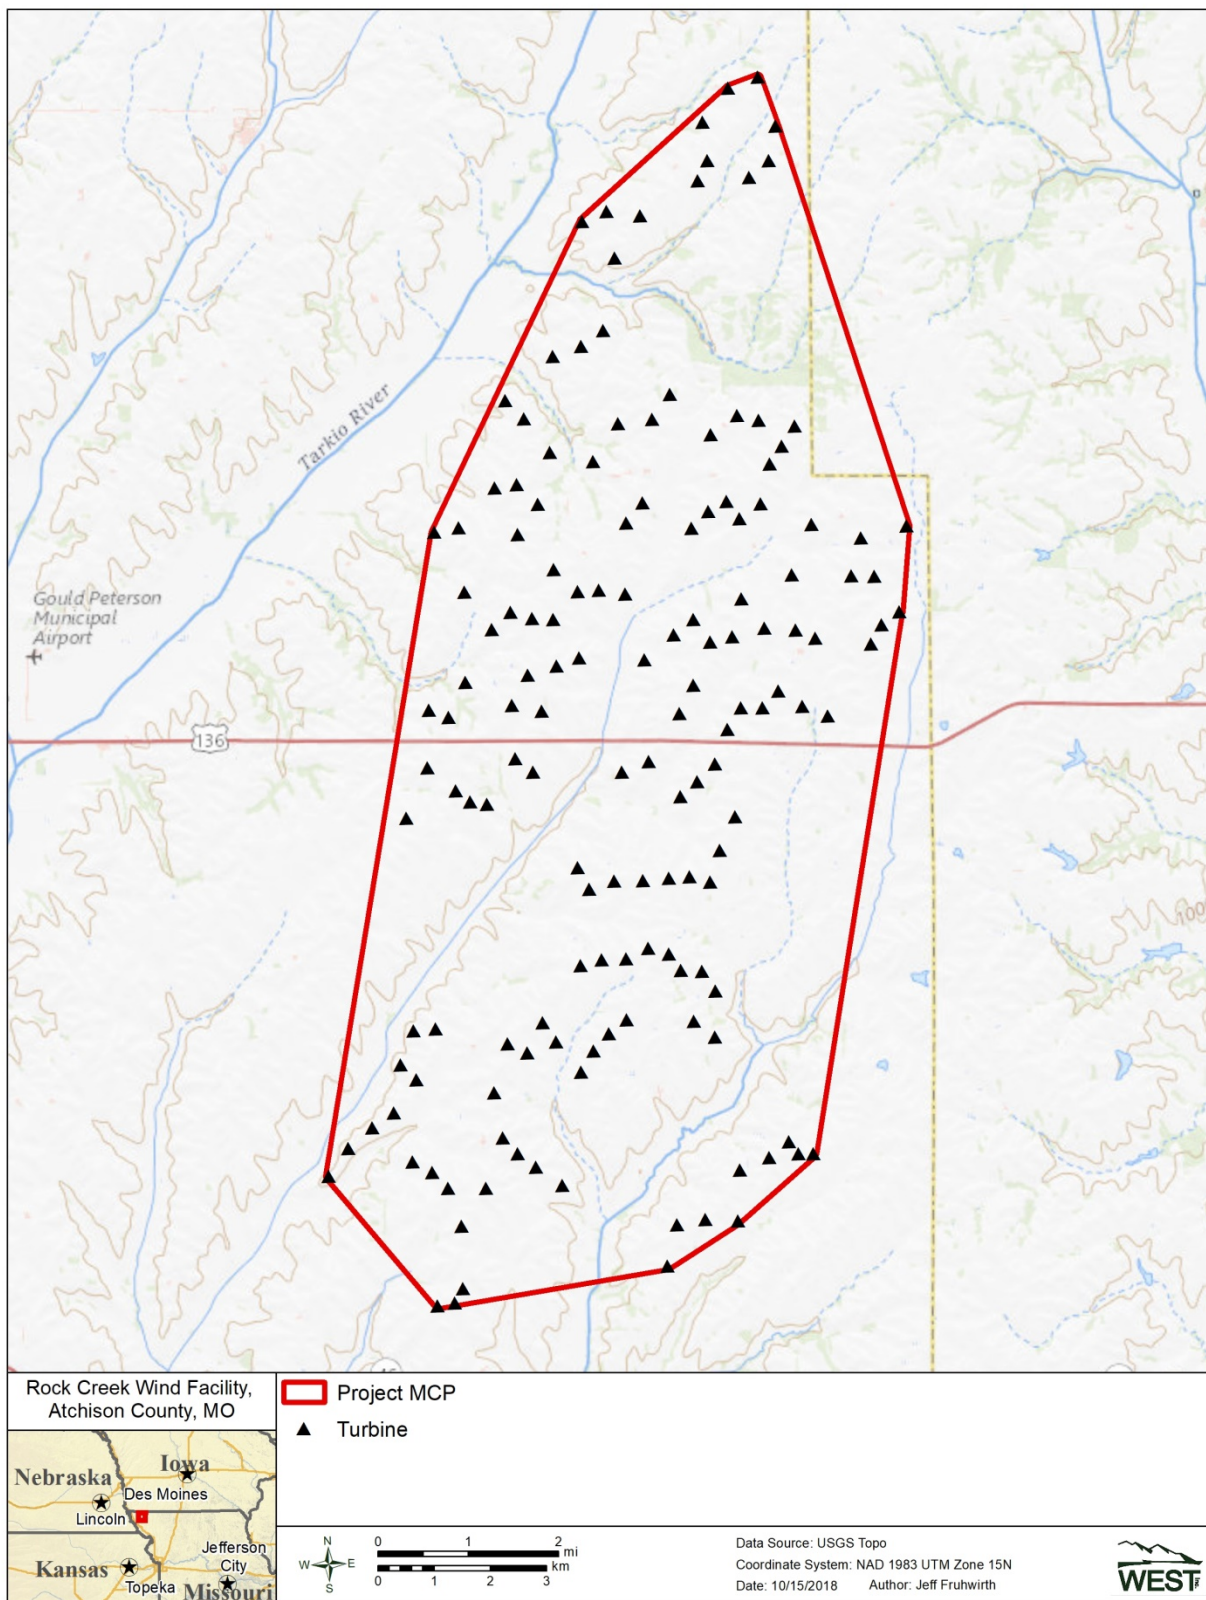 Tarkio River
Gould Peterson
Municipal
Airport
136
100
Rock Creek Wind Facility,
Atchison County, MO
Project MCP
Turbine
Nebraska
Iowa
Des Moines
Lincoln
Jefferson
City
Kansas
Topeka
Missouri
N
W E
S
0 1 2
mi
km
0 1 2 3
Data Source: USGS Topo
Coordinate System: NAD 1983 UTM Zone 15N
Date: 10/15/2018 Author: Jeff Fruhwirth
WEST Inc.